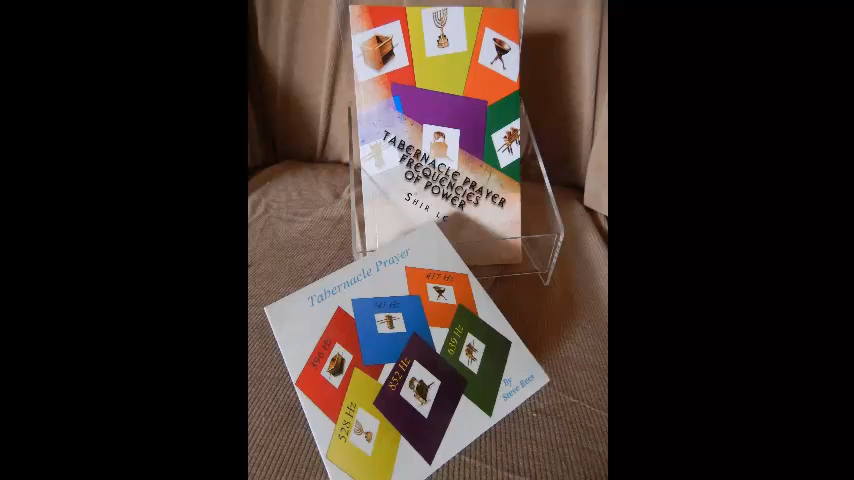 TABERNACLE PRAYER
FREQUENCIES
OF POWER
SHIR LE
Tabernacle Prayer
417 Hz
741 Hz
396 Hz
639 Hz
852 Hz
528 Hz
By
Steve Rees